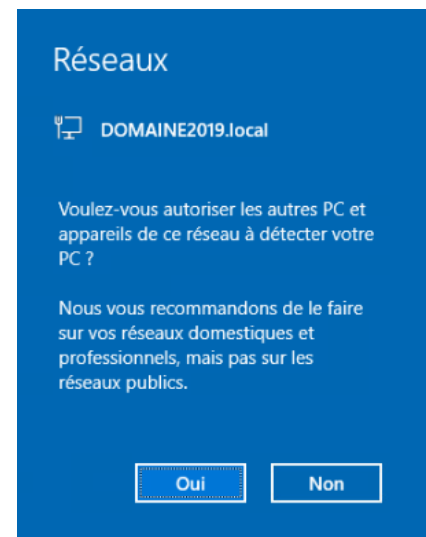 Réseaux
DOMAINE2019.local
Voulez-vous autoriser les autres PC et
appareils de ce réseau à détecter votre
PC ?
Nous vous recommandons de le faire
sur vos réseaux domestiques et
professionnels, mais pas sur les
réseaux publics.
Oui Non